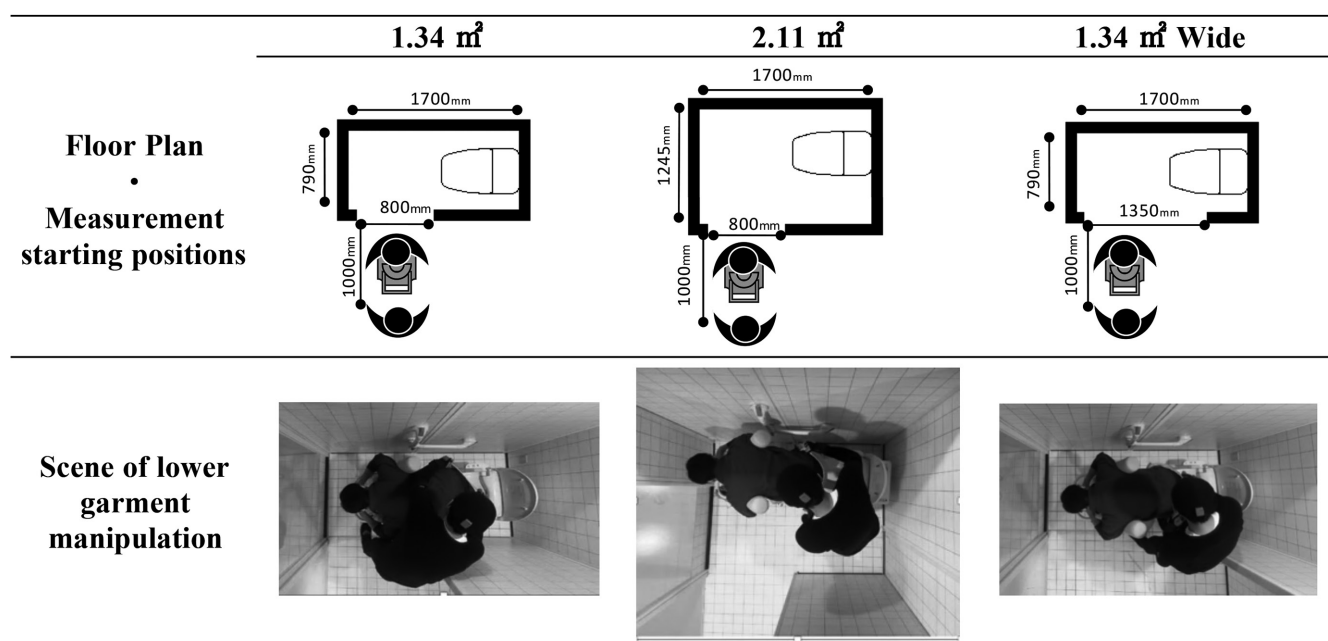 1.34 ㎡ 2.11 ㎡ 1.34 ㎡ Wide
Floor Plan
・
Measurement
starting positions
1700mm
790mm
800mm
1000mm
1700mm
1245mm
800mm
1000mm
1700mm
790mm
1350mm
1000mm
Scene of lower
garment
manipulation